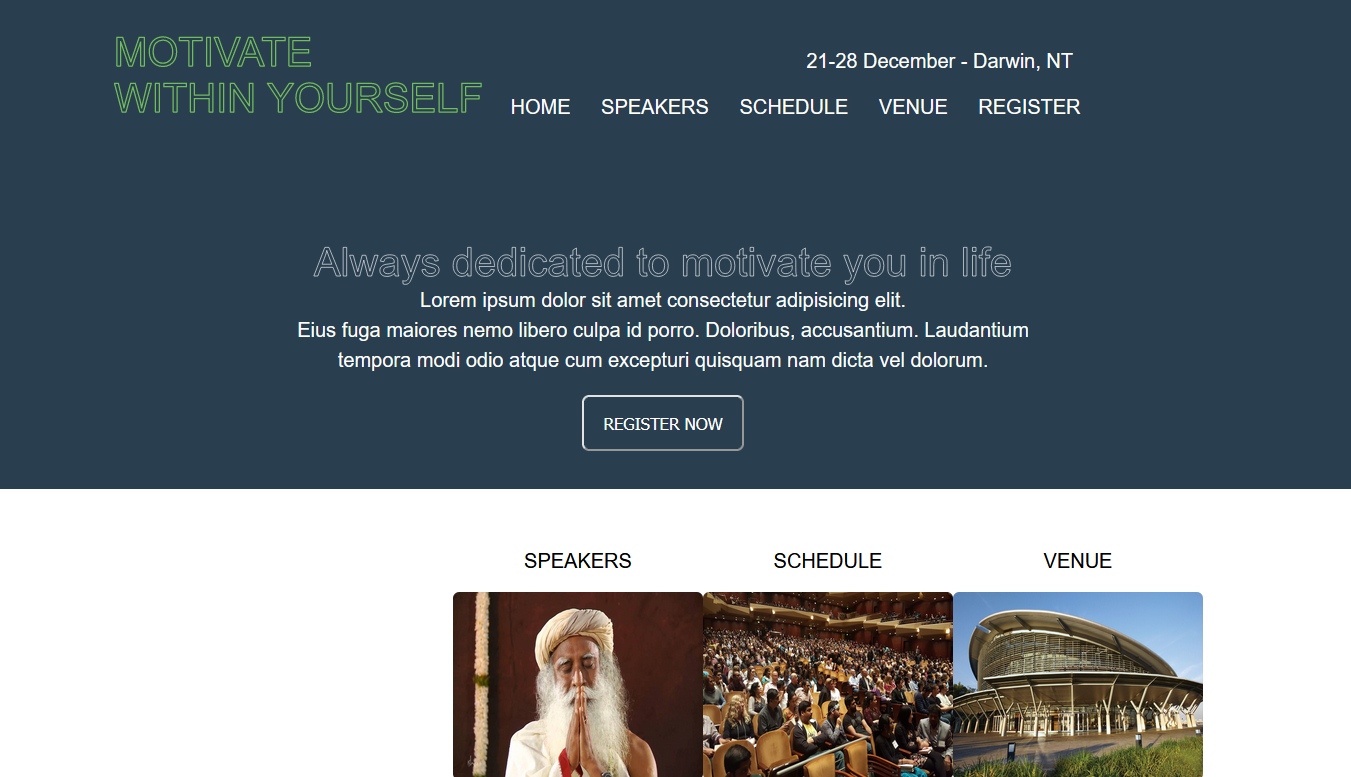 MOTIVATE
WITHIN YOURSELF
21-28 December - Darwin, NT
HOME SPEAKERS SCHEDULE VENUE REGISTER
Always dedicated to motivate you in life
Lorem ipsum dolor sit amet consectetur adipisicing elit.
Eius fuga maiores nemo libero culpa id porro. Doloribus, accusantium. Laudantium
tempora modi odio atque cum excepturi quisquam nam dicta vel dolorum.
REGISTER NOW
SPEAKERS SCHEDULE VENUE